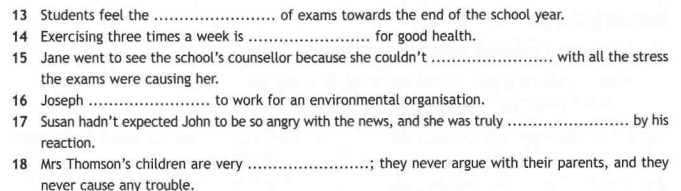 13 Students feel the ........................ of exams towards the end of the school year.
14 Exercising three times a week is ........................ for good health.
15 Jane went to see the school's counsellor because she couldn't ........................ with all the stress
the exams were causing her.
16 Joseph ........................ to work for an environmental organisation.
17 Susan hadn't expected John to be so angry with the news, and she was truly ........................ by his
reaction.
18 Mrs Thomson's children are very ........................; they never argue with their parents, and they
never cause any trouble.